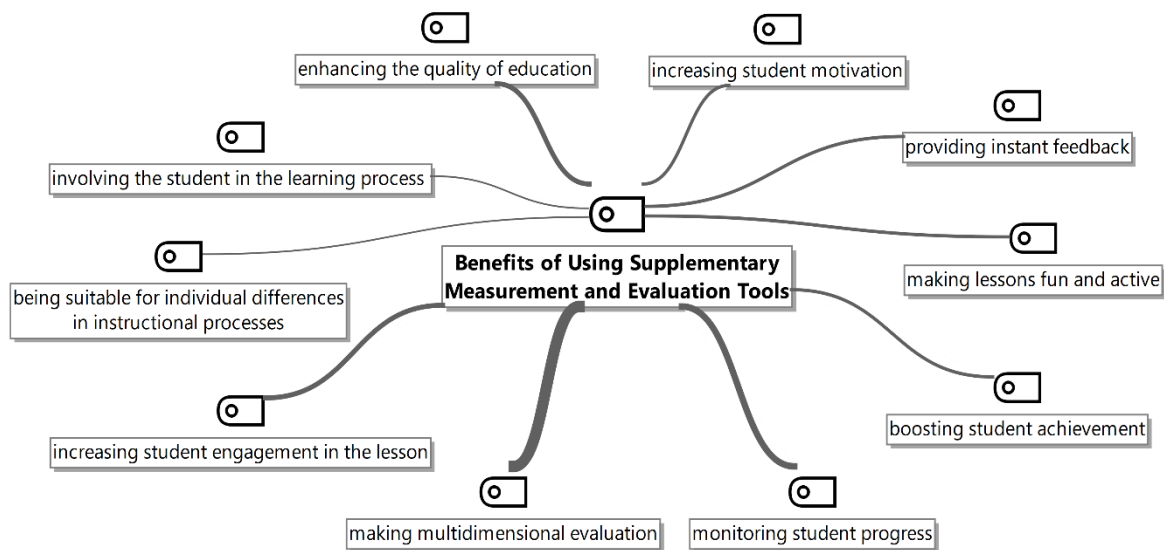 enhancing the quality of education
increasing student motivation
providing instant feedback
involving the student in the learning process
Benefits of Using Supplementary
Measurement and Evaluation Tools
being suitable for individual differences
in instructional processes
making lessons fun and active
boosting student achievement
increasing student engagement in the lesson
making multidimensional evaluation
monitoring student progress